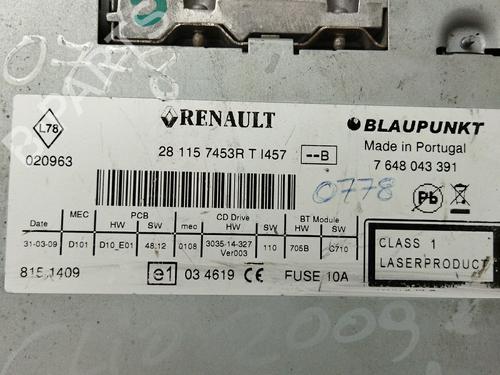 L78
020963
RENAULT
28 115 7453R T I457
--B
BLAUPUNKT
Made in Portugal
7 648 043 391
0778
Pb
Date MEC PCB HW SW mec CD Drive HW SW BT Module HW SW
31-03-09 D101 D10_E01 48.12 0108 3035-14-327 Ver003 110 705B C710
815.1409
e1 03 4619 CE FUSE 10A
CLASS 1
LASERPRODUCT
2009